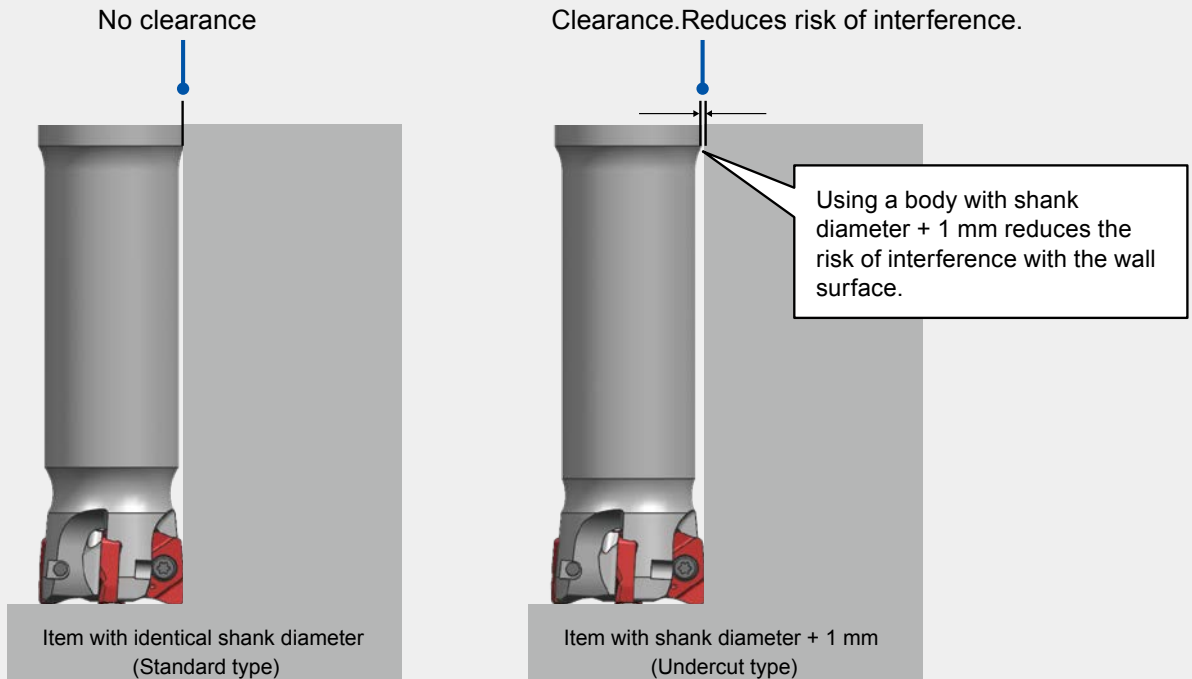 No clearance
Clearance.Reduces risk of interference.
Using a body with shank
diameter + 1 mm reduces the
risk of interference with the wall
surface.
Item with identical shank diameter
(Standard type)
Item with shank diameter + 1 mm
(Undercut type)